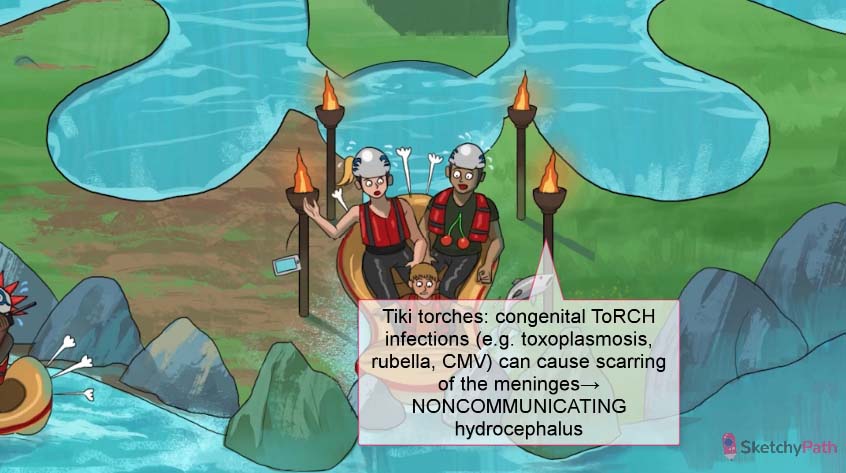 Tiki torches: congenital ToRCH
infections (e.g. toxoplasmosis,
rubella, CMV) can cause scarring
of the meninges→
NONCOMMUNICATING
hydrocephalus
SketchyPath